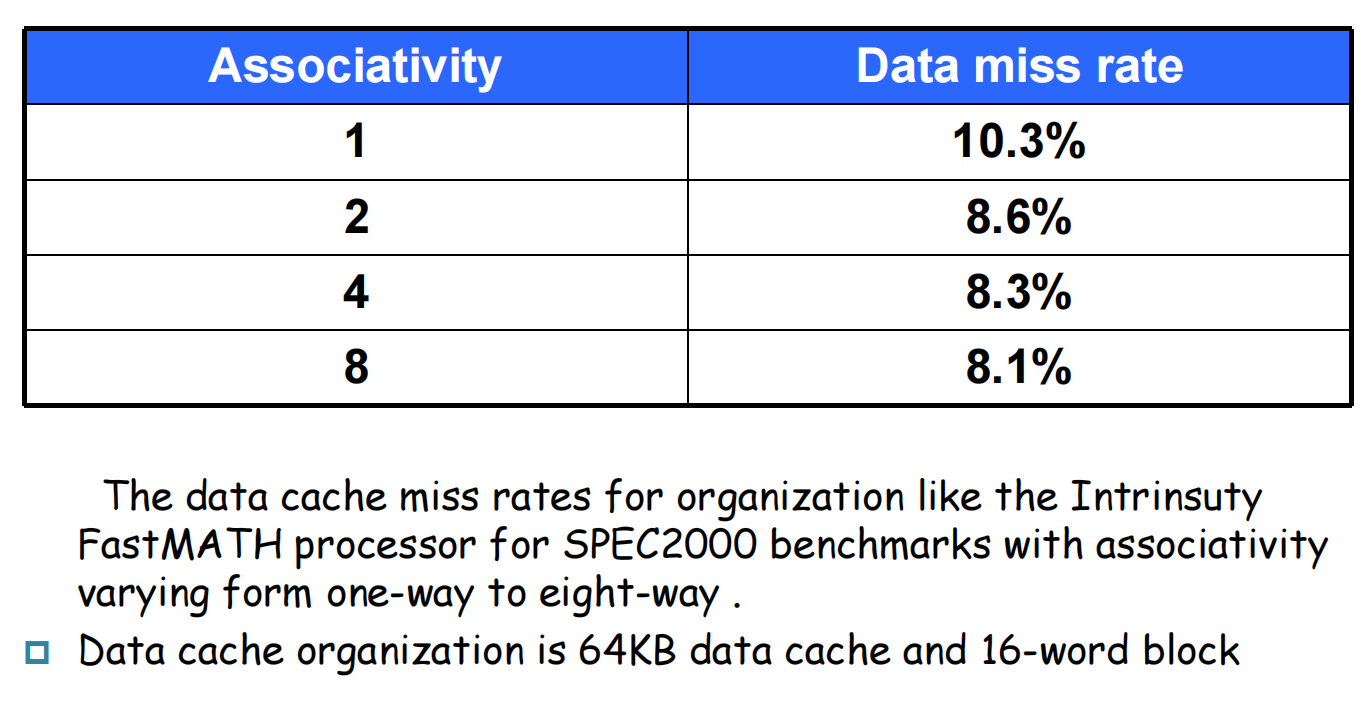 Associativity Data miss rate
1 10.3%
2 8.6%
4 8.3%
8 8.1%
The data cache miss rates for organization like the Intrinsuty
FastMATH processor for SPEC2000 benchmarks with associativity
varying form one-way to eight-way .
Data cache organization is 64KB data cache and 16-word block